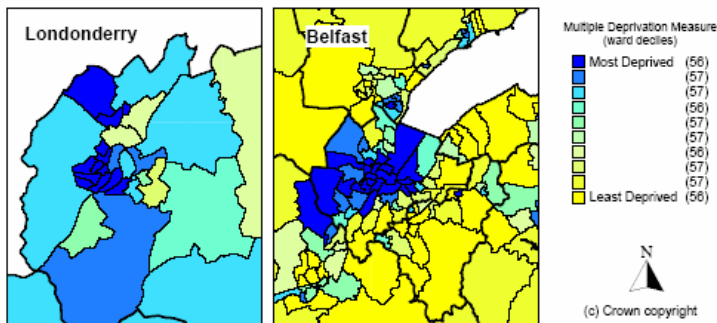 Londonderry
Belfast
Multiple Deprivation Measure
(ward deciles)
Most Deprived (56)
(57)
(57)
(56)
(57)
(57)
(56)
(57)
(57)
Least Deprived (56)
N
(c) Crown copyright